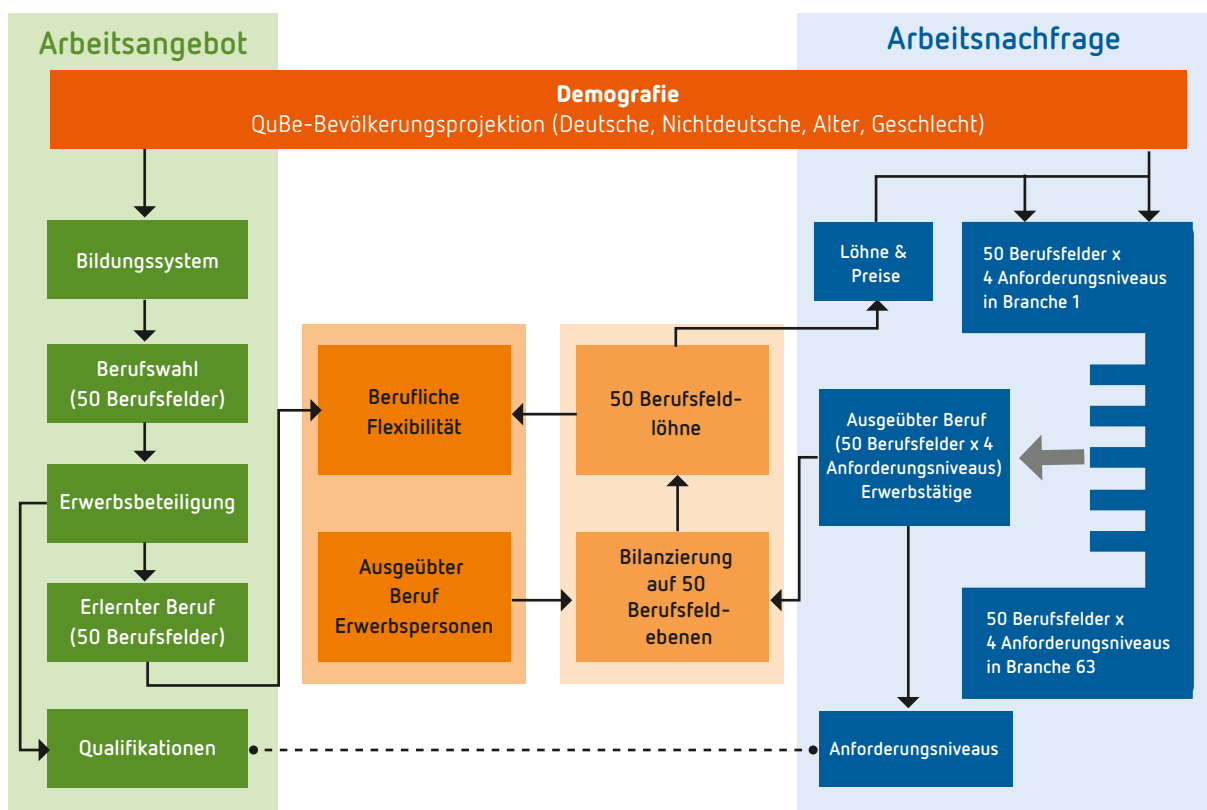 Arbeitsangebot
Arbeitsnachfrage
Demografie
QuBe-Bevölkerungsprojektion (Deutsche, Nichtdeutsche, Alter, Geschlecht)
Bildungssystem
Berufswahl
(50 Berufsfelder)
Erwerbsbeteiligung
Erlernter Beruf
(50 Berufsfelder)
Qualifikationen
Berufliche
Flexibilität
Ausgeübter
Beruf
Erwerbspersonen
50 Berufsfeld-
löhne
Bilanzierung
auf 50
Berufsfeld-
ebenen
Löhne &
Preise
Ausgeübter Beruf
(50 Berufsfelder x 4
Anforderungsniveaus)
Erwerbstätige
Anforderungsniveaus
50 Berufsfelder x
4 Anforderungsniveaus
in Branche 1
50 Berufsfelder x
4 Anforderungsniveaus
in Branche 63